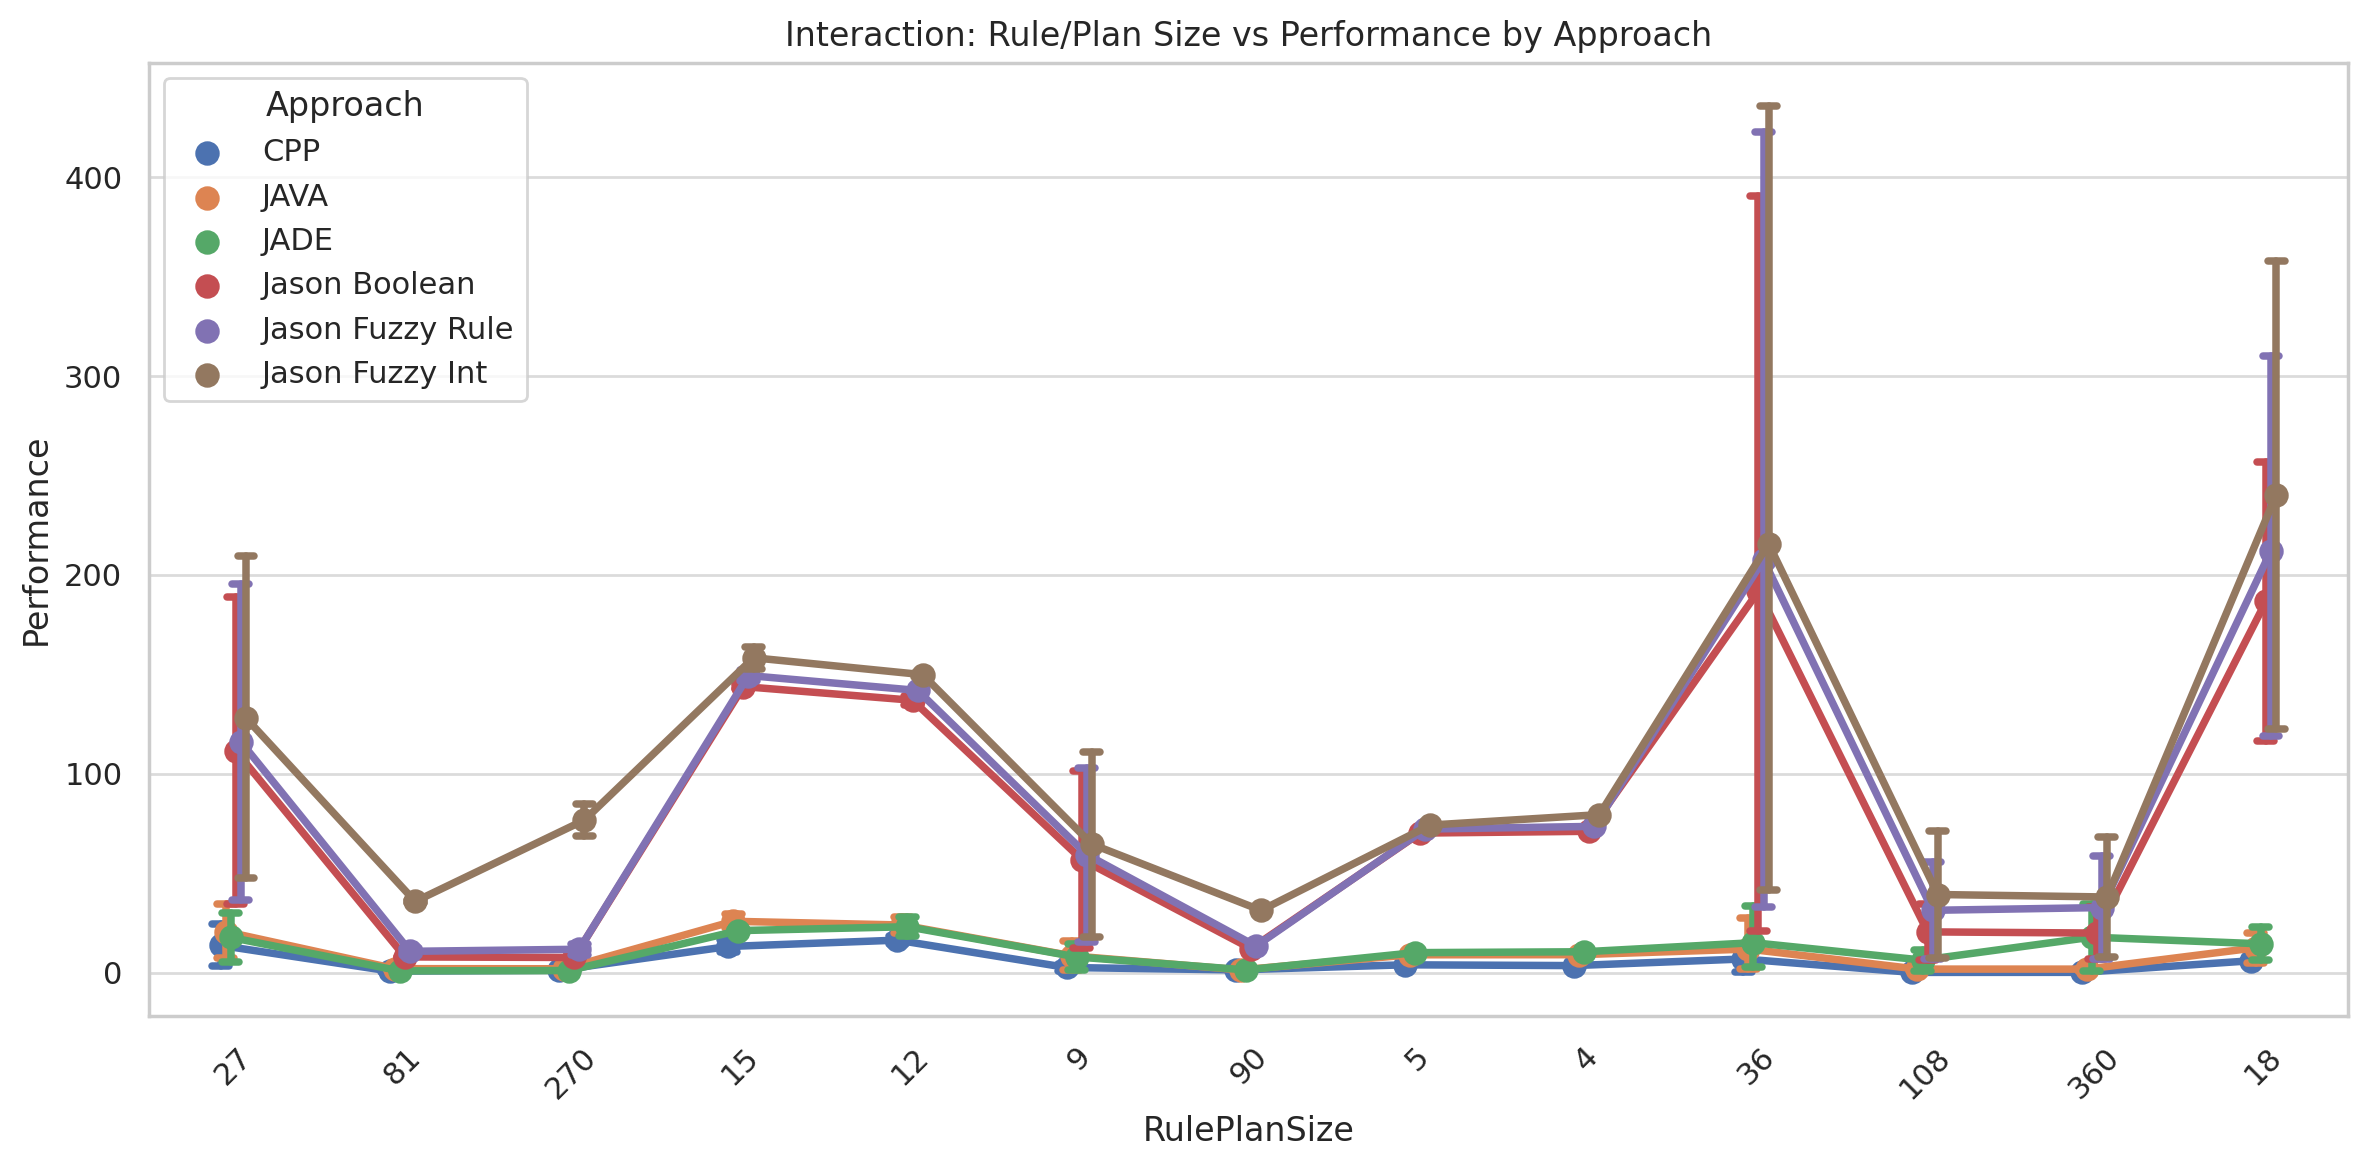 Interaction: Rule/Plan Size vs Performance by Approach
Approach
CPP
JAVA
JADE
Jason Boolean
Jason Fuzzy Rule
Jason Fuzzy Int
Performance
400
300
200
100
0
27 81 270 15 12 9 90 5 4 36 108 360 18
RulePlanSize